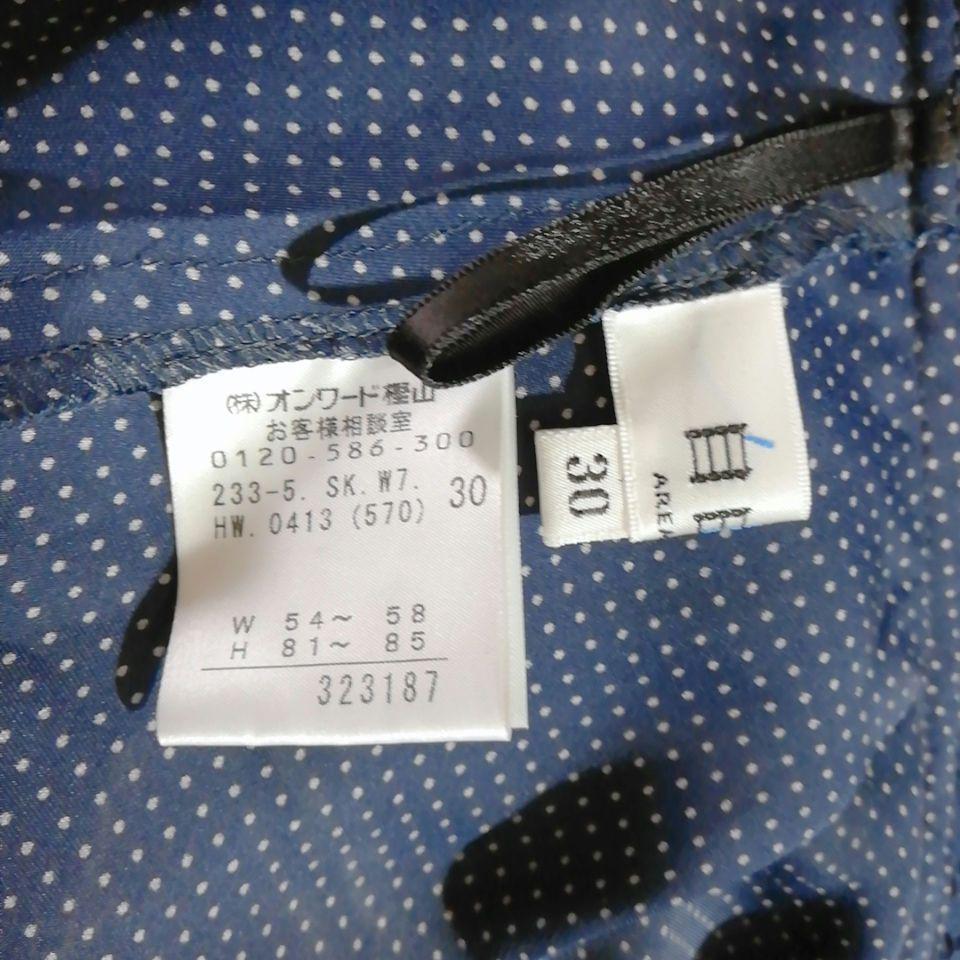 (株)オンワード樫山
お客様相談室
0120-586-300
233-5. SK. W7. 30
HW. 0413 (570)
W 54～ 58
H 81～ 85
323187
30